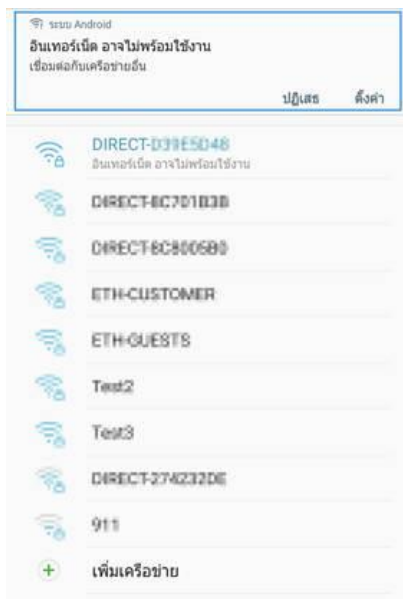 ระบบ Android
อินเทอร์เน็ต อาจไม่พร้อมใช้งาน
เชื่อมต่อกับเครือข่ายอื่น
ปฏิเสธ ตั้งค่า
DIRECT-
อินเทอร์เน็ต อาจไม่พร้อมใช้งาน
DIRECT-
DIRECT-
ETH-CUSTOMER
ETH-GUESTS
Test2
Test3
DIRECT-
911
เพิ่มเครือข่าย